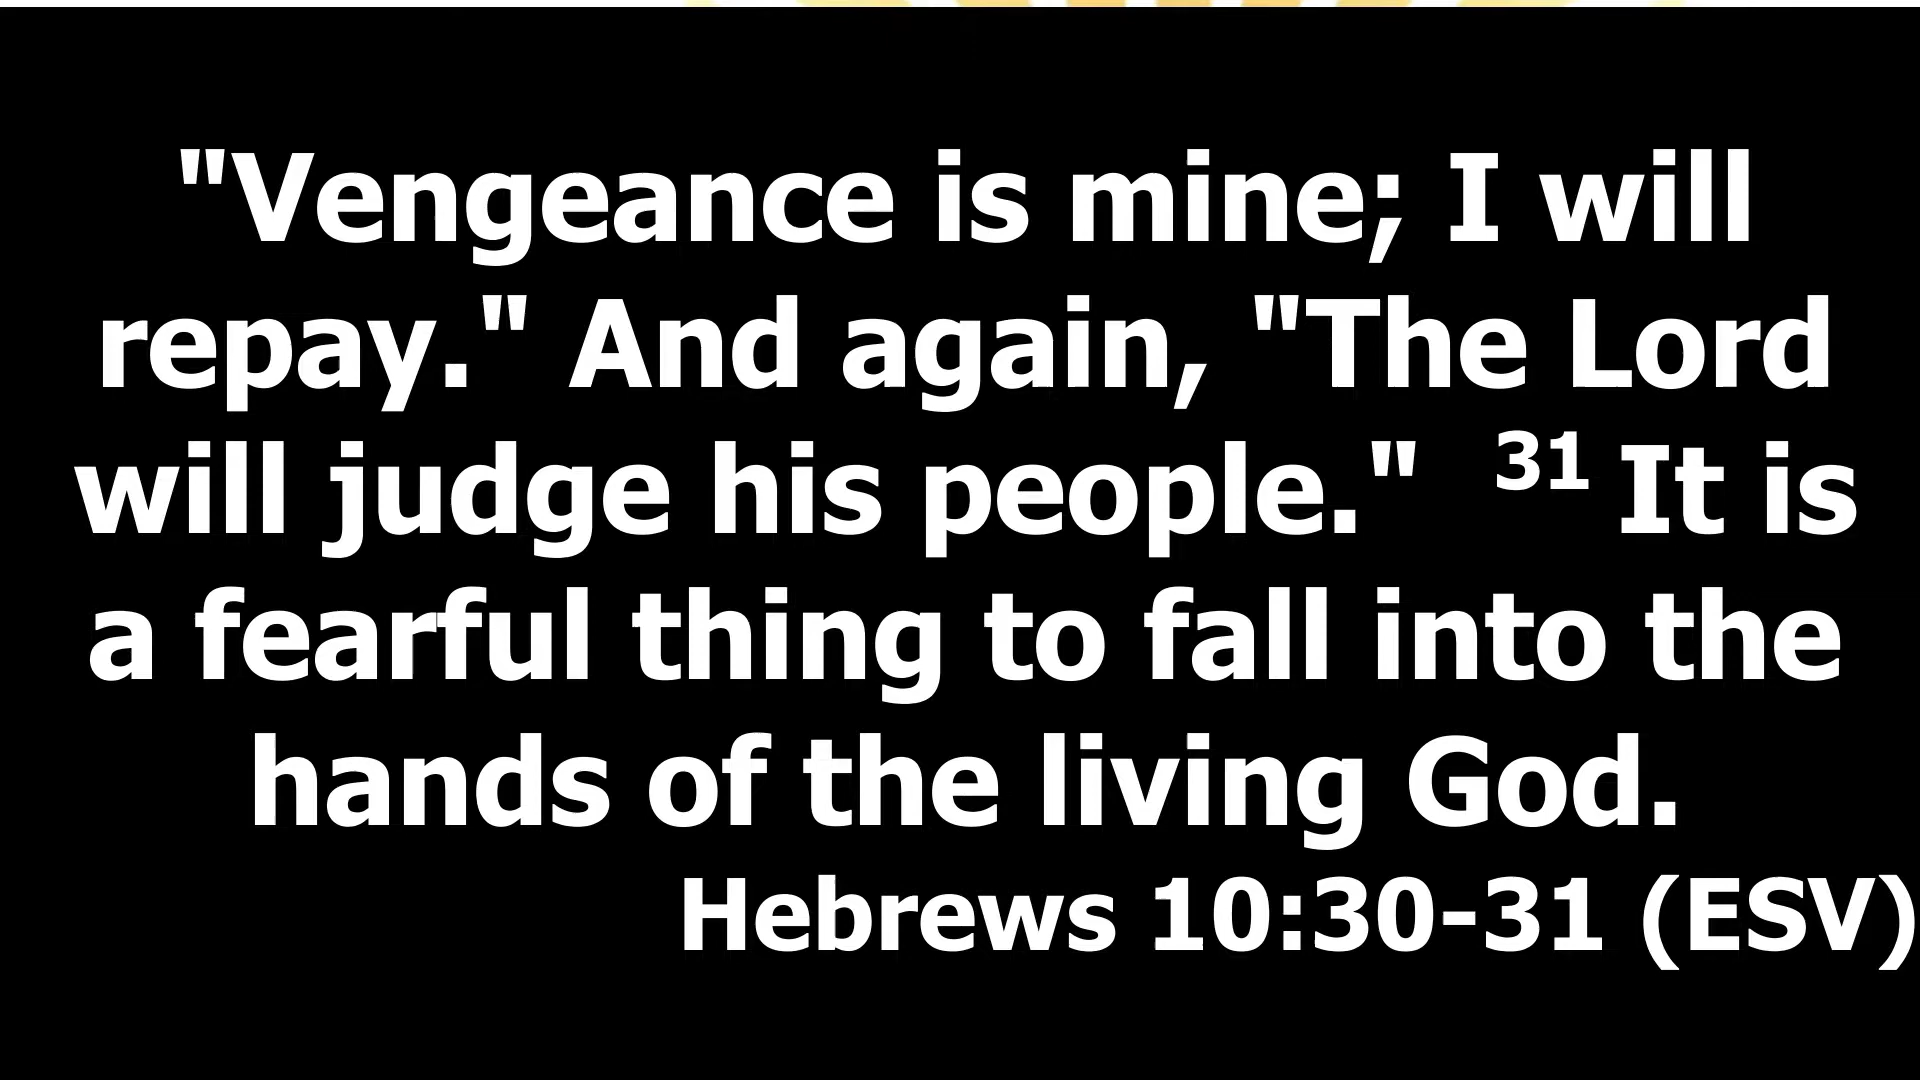 "Vengeance is mine; I will
repay." And again, "The Lord
will judge his people." 31 It is
a fearful thing to fall into the
hands of the living God.
Hebrews 10:30-31 (ESV)